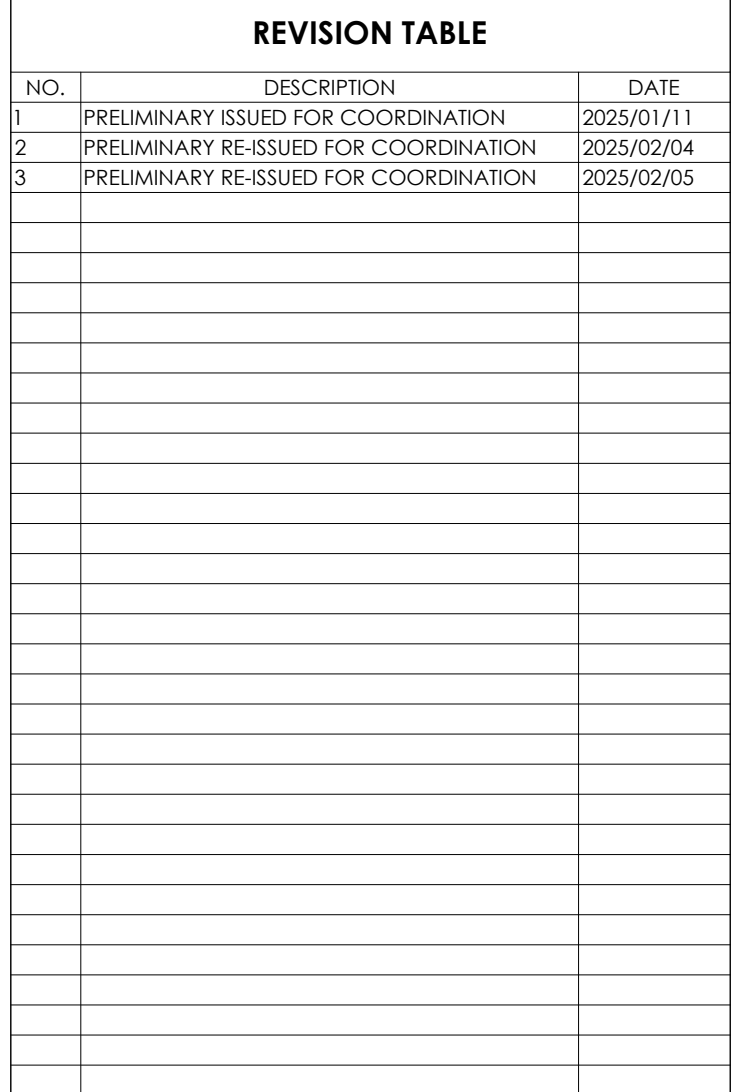 REVISION TABLE
NO. DESCRIPTION DATE
1 PRELIMINARY ISSUED FOR COORDINATION 2025/01/11
2 PRELIMINARY RE-ISSUED FOR COORDINATION 2025/02/04
3 PRELIMINARY RE-ISSUED FOR COORDINATION 2025/02/05